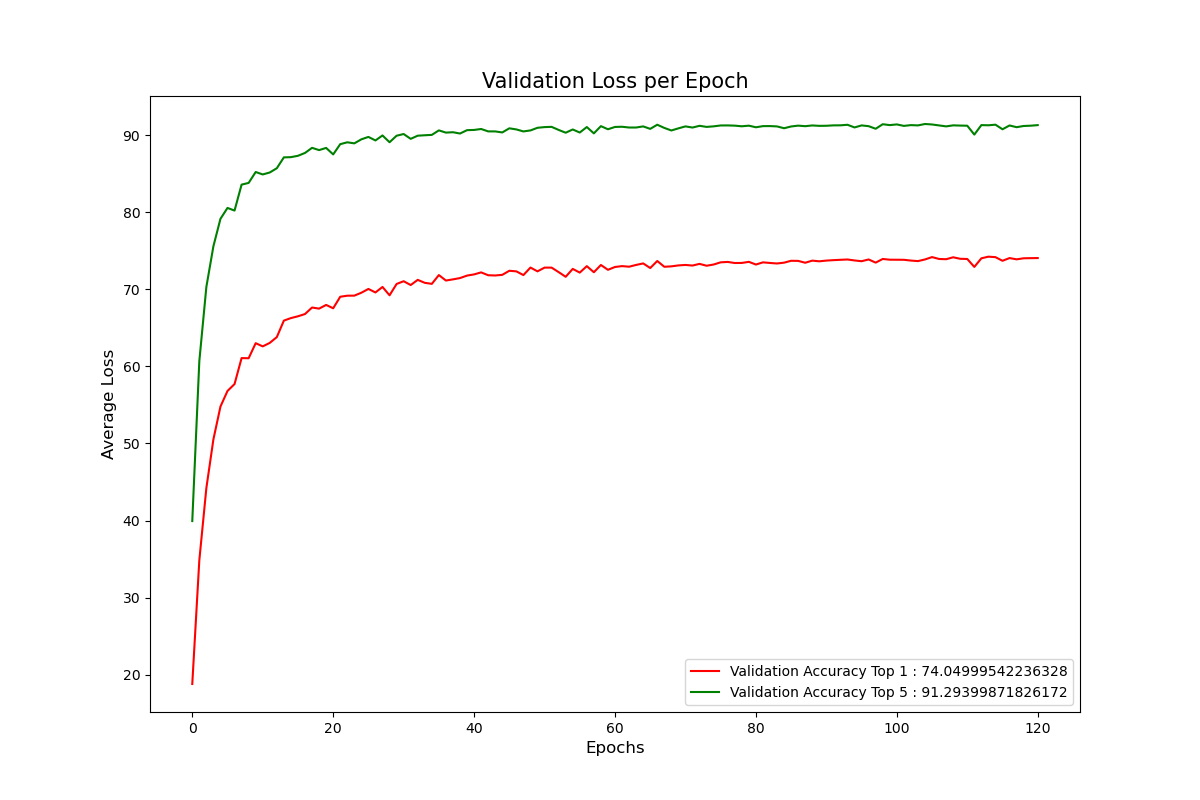 Validation Loss per Epoch
Average Loss
90
80
70
60
50
40
30
20
Validation Accuracy Top 1 : 74.04999542236328
Validation Accuracy Top 5 : 91.29399871826172
0 20 40 60 80 100 120
Epochs